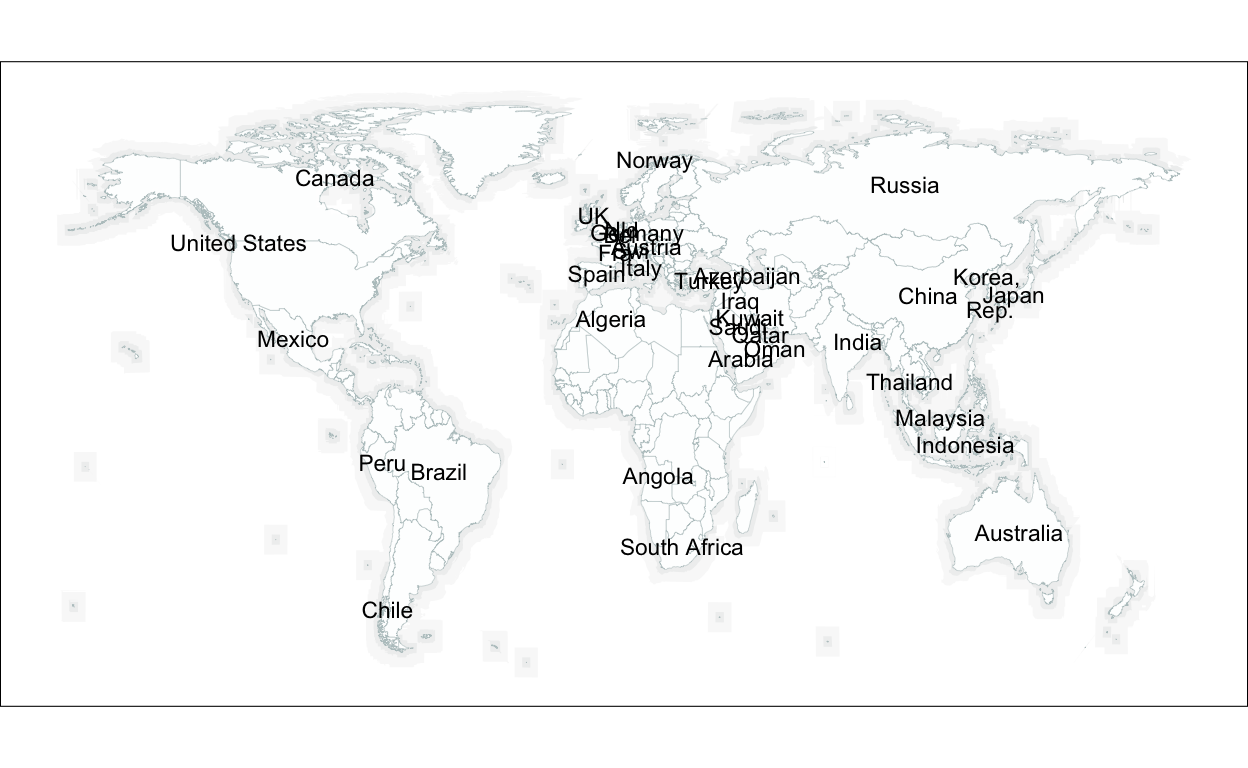 Norway
Canada
Russia
UK
Nld
Germany
United States
Austria
Italy
Spain
Turkey
Azerbaijan
Korea,
Rep.
China
Japan
Iraq
Kuwait
Algeria
Saudi
Arabia
Qatar
Oman
Mexico
India
Thailand
Malaysia
Indonesia
Peru
Brazil
Angola
Australia
South Africa
Chile